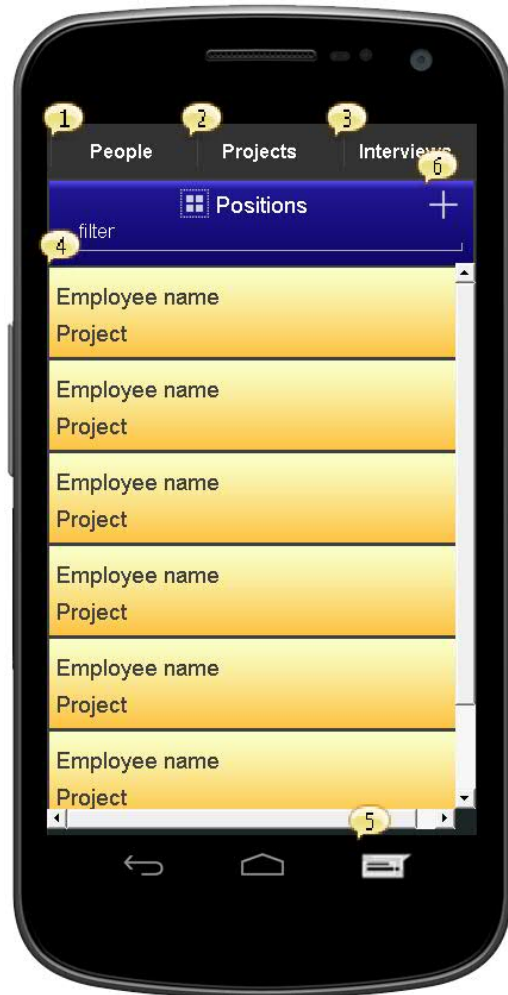 1 2 3
People Projects Interviews
6
Positions
4 filter
Employee name
Project
Employee name
Project
Employee name
Project
Employee name
Project
Employee name
Project
Employee name
Project
5